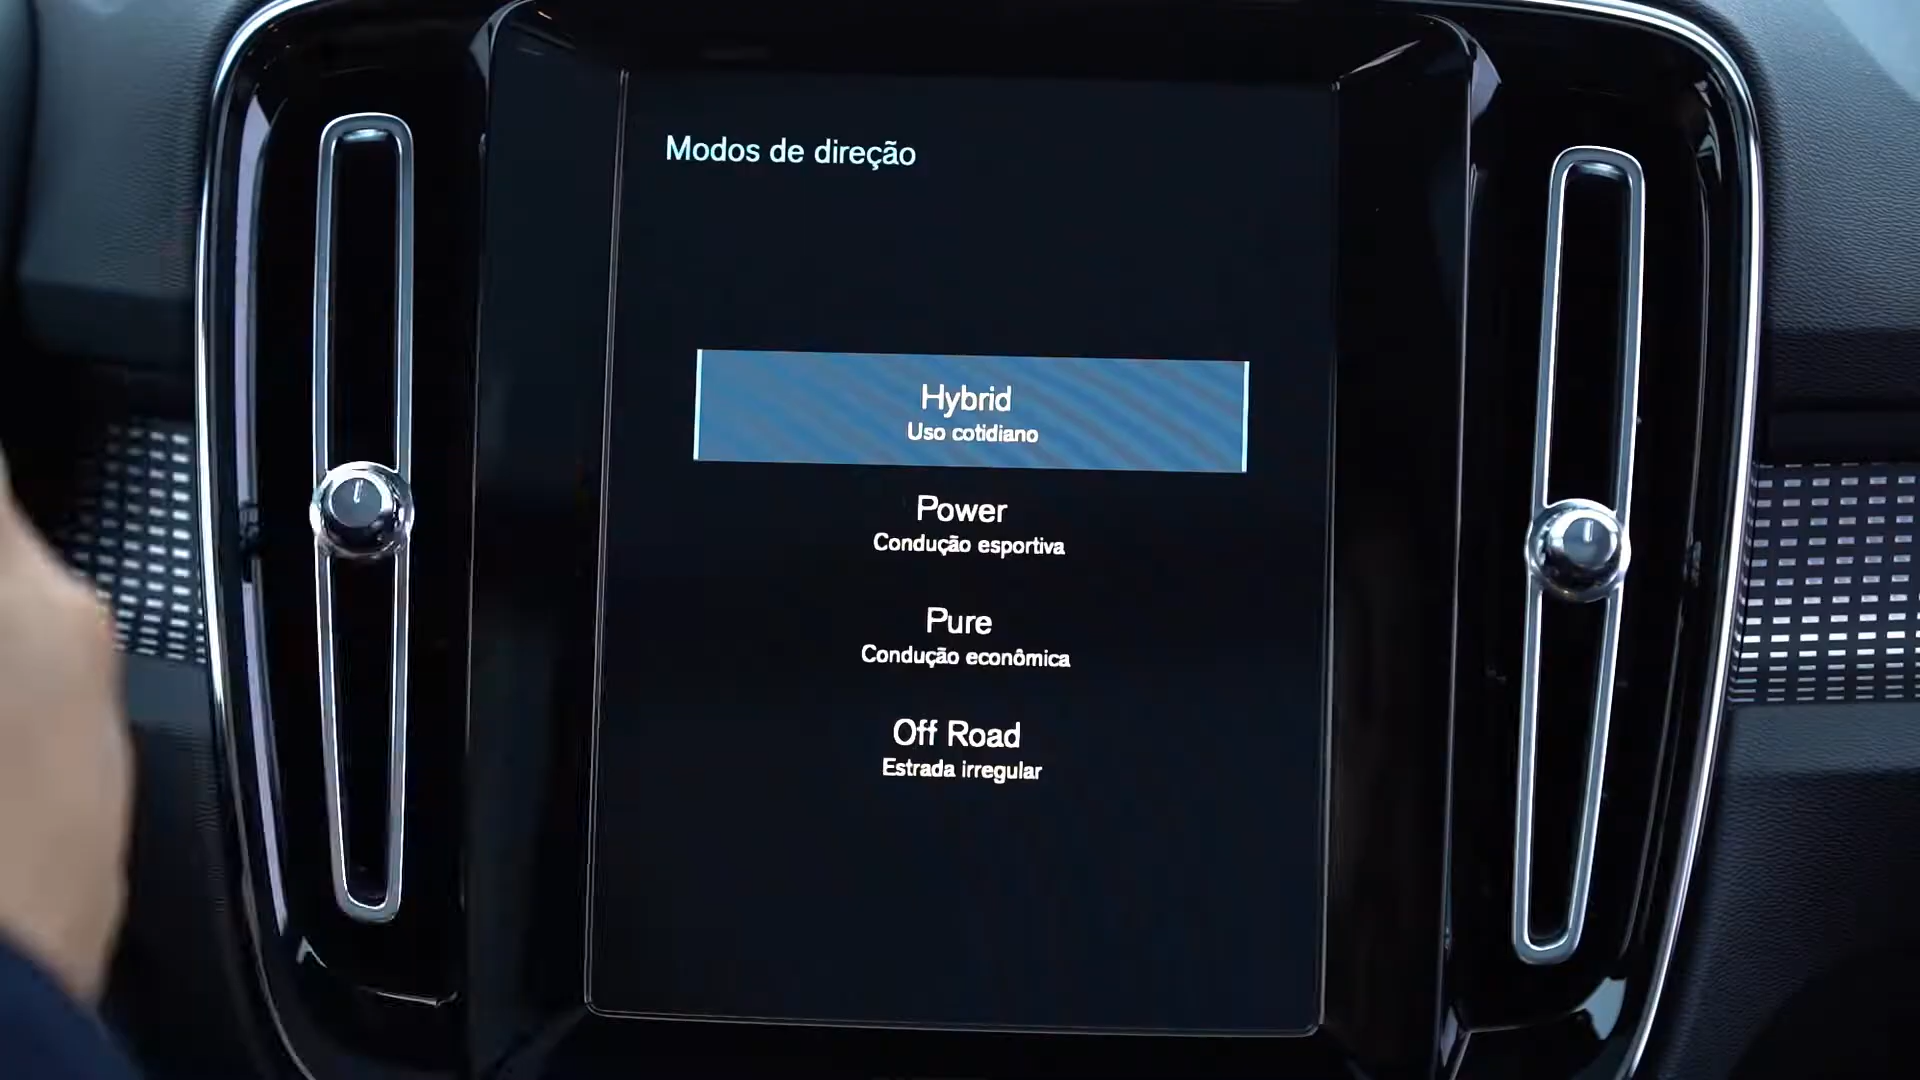 Modos de direção
Hybrid
Uso cotidiano
Power
Condução esportiva
Pure
Condução econômica
Off Road
Estrada irregular